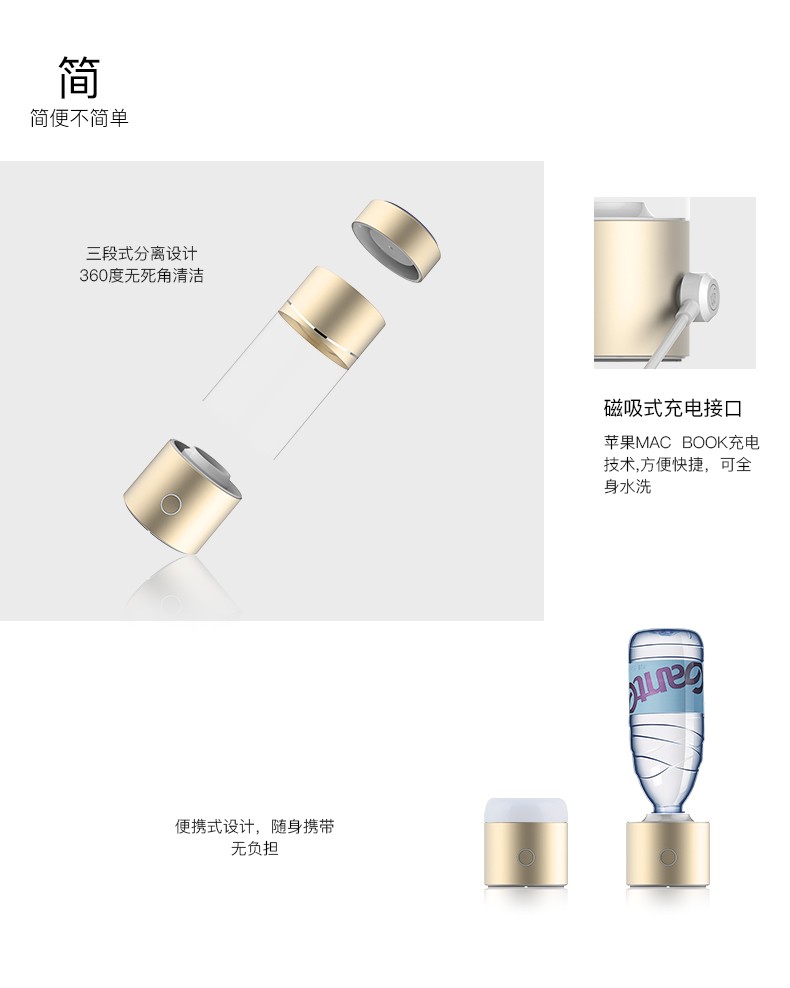 简
简便不简单
三段式分离设计
360度无死角清洁
磁吸式充电接口
苹果MAC BOOK充电
技术,方便快捷，可全
身水洗
便携式设计，随身携带
无负担